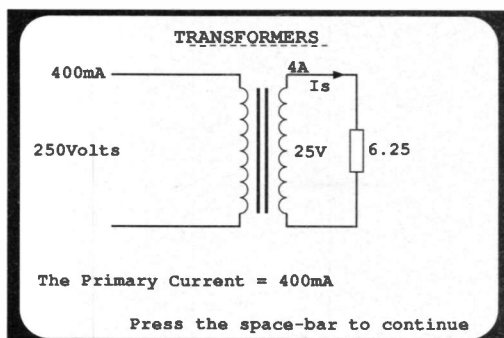 TRANSFORMERS
400mA
4A
Is
250Volts
25V
6.25
The Primary Current = 400mA
Press the space-bar to continue